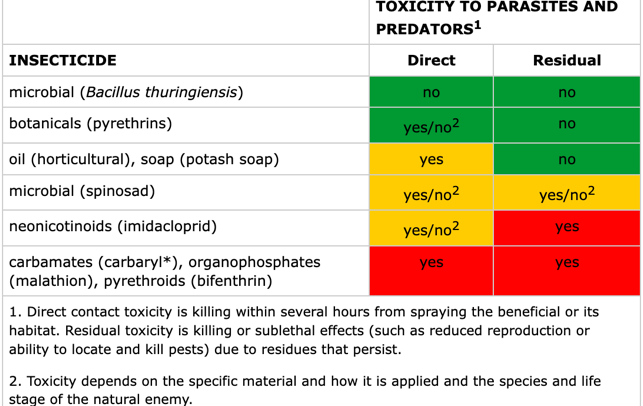 TOXICITY TO PARASITES AND
PREDATORS1
INSECTICIDE Direct Residual
microbial (Bacillus thuringiensis) no no
botanicals (pyrethrins) yes/no2 no
oil (horticultural), soap (potash soap) yes no
microbial (spinosad) yes/no2 yes/no2
neonicotinoids (imidacloprid) yes/no2 yes
carbamates (carbaryl*), organophosphates yes yes
(malathion), pyrethroids (bifenthrin)
1. Direct contact toxicity is killing within several hours from spraying the beneficial or its
habitat. Residual toxicity is killing or sublethal effects (such as reduced reproduction or
ability to locate and kill pests) due to residues that persist.
2. Toxicity depends on the specific material and how it is applied and the species and life
stage of the natural enemy.